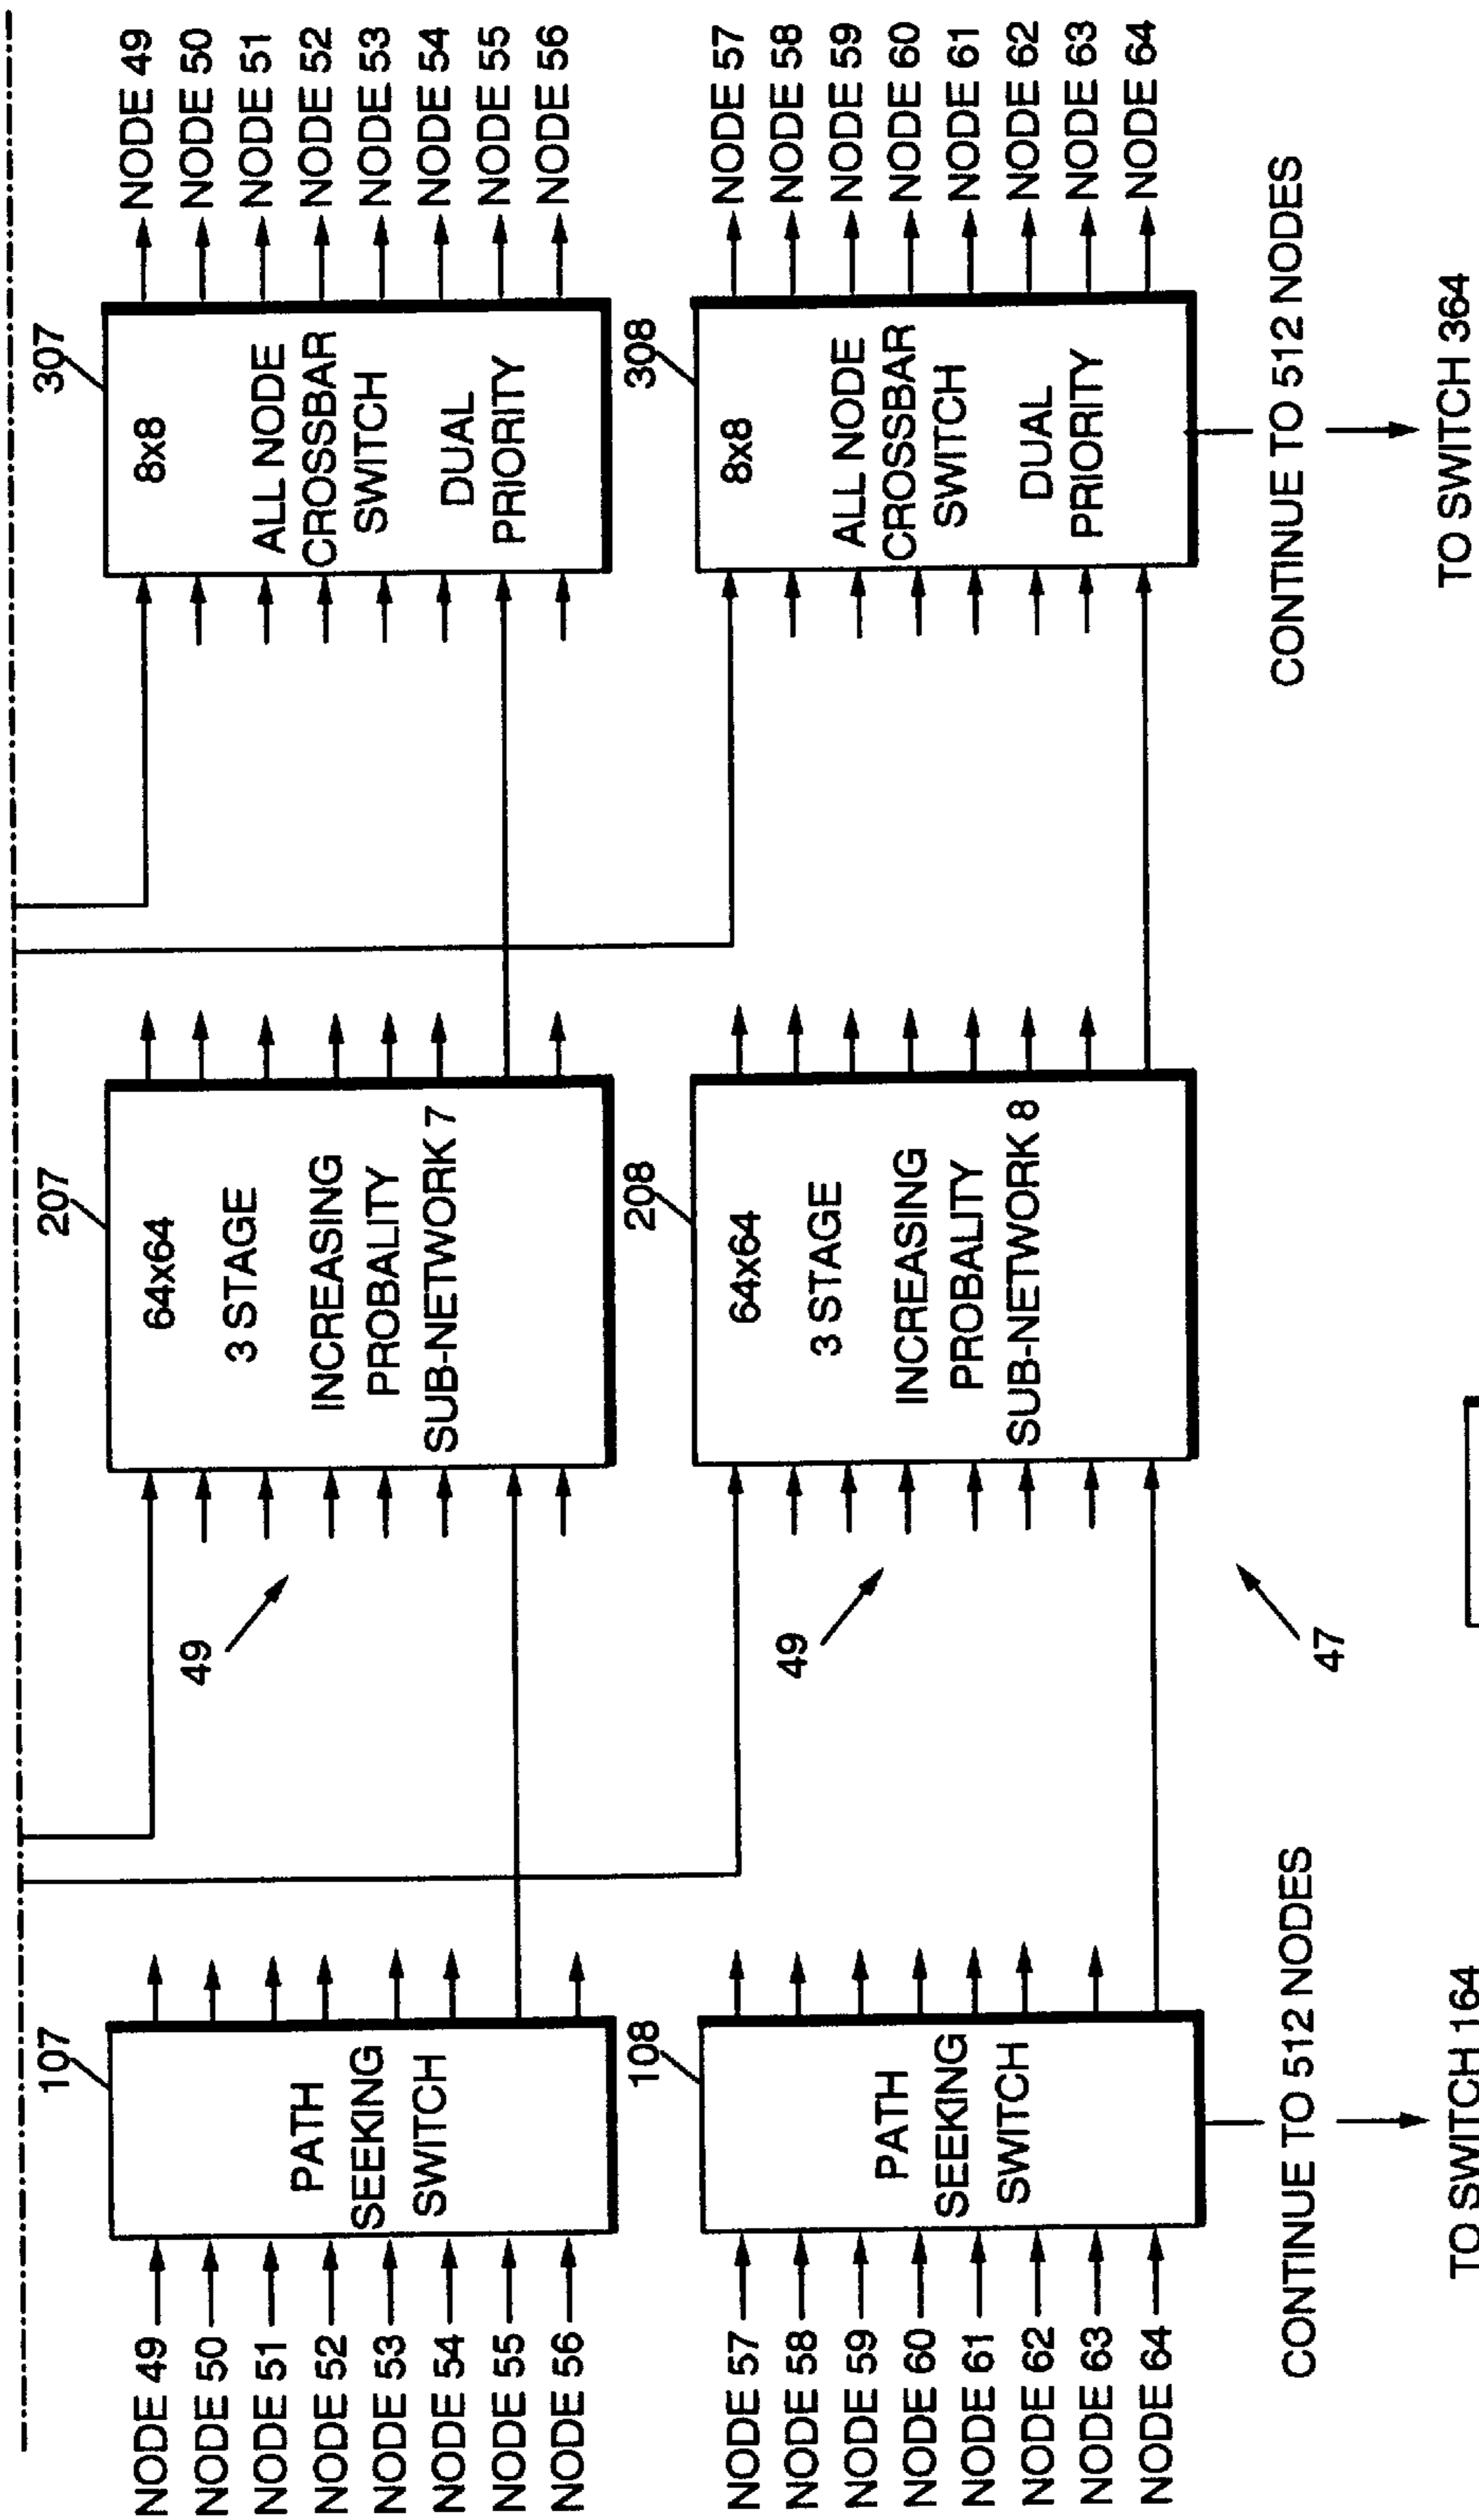 NODE 49
NODE 50
NODE 51
NODE 52
NODE 53
NODE 54
NODE 55
NODE 56
107
PATH
SEEKING
SWITCH
49
207
64x64
3 STAGE
INCREASING
PROBALITY
SUB-NETWORK 7
307
8x8
ALL NODE
CROSSBAR
SWITCH
DUAL
PRIORITY
NODE 49
NODE 50
NODE 51
NODE 52
NODE 53
NODE 54
NODE 55
NODE 56
NODE 57
NODE 58
NODE 59
NODE 60
NODE 61
NODE 62
NODE 63
NODE 64
108
PATH
SEEKING
SWITCH
49
208
64x64
3 STAGE
INCREASING
PROBALITY
SUB-NETWORK 8
308
8x8
ALL NODE
CROSSBAR
SWITCH
DUAL
PRIORITY
NODE 57
NODE 58
NODE 59
NODE 60
NODE 61
NODE 62
NODE 63
NODE 64
CONTINUE TO 512 NODES
47
CONTINUE TO 512 NODES
TO SWITCH 164
TO SWITCH 364